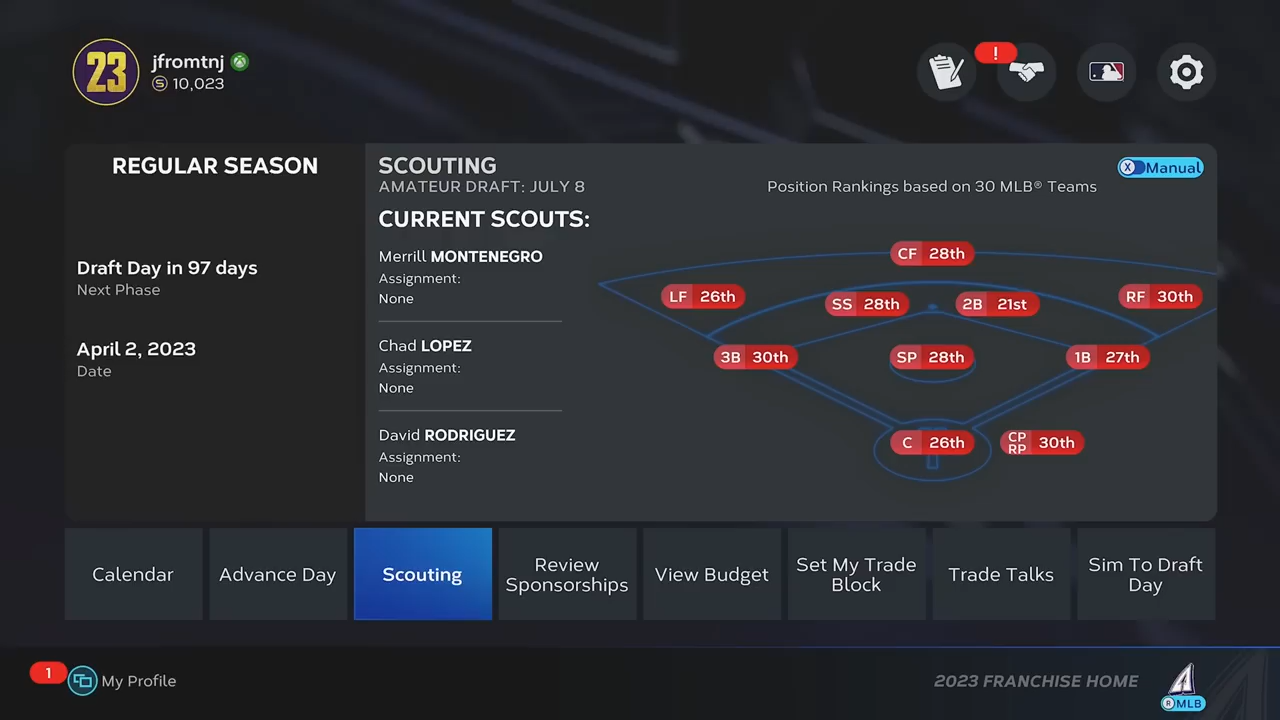 23
jfromtnj
S 10,023
!
REGULAR SEASON
Draft Day in 97 days
Next Phase
April 2, 2023
Date
SCOUTING
AMATEUR DRAFT: JULY 8
Position Rankings based on 30 MLB® Teams
X Manual
CURRENT SCOUTS:
Merrill MONTENEGRO
Assignment:
None
Chad LOPEZ
Assignment:
None
David RODRIGUEZ
Assignment:
None
CF 28th
LF 26th
SS 28th
2B 21st
RF 30th
3B 30th
SP 28th
1B 27th
C 26th
CP
RP 30th
Calendar
Advance Day
Scouting
Review
Sponsorships
View Budget
Set My Trade
Block
Trade Talks
Sim To Draft
Day
1
My Profile
2023 FRANCHISE HOME
A
R MLB